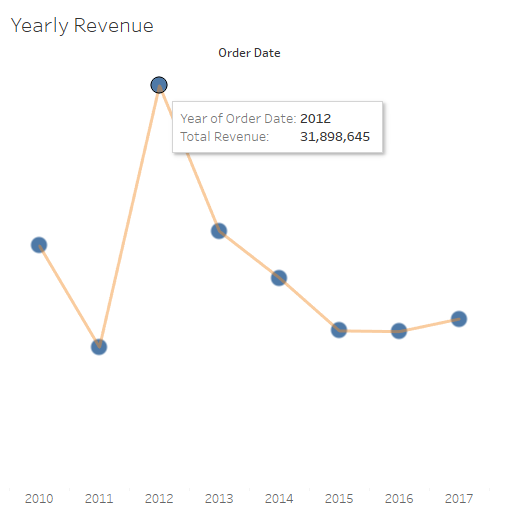 Yearly Revenue
Order Date
Year of Order Date: 2012
Total Revenue: 31,898,645
2010 2011 2012 2013 2014 2015 2016 2017